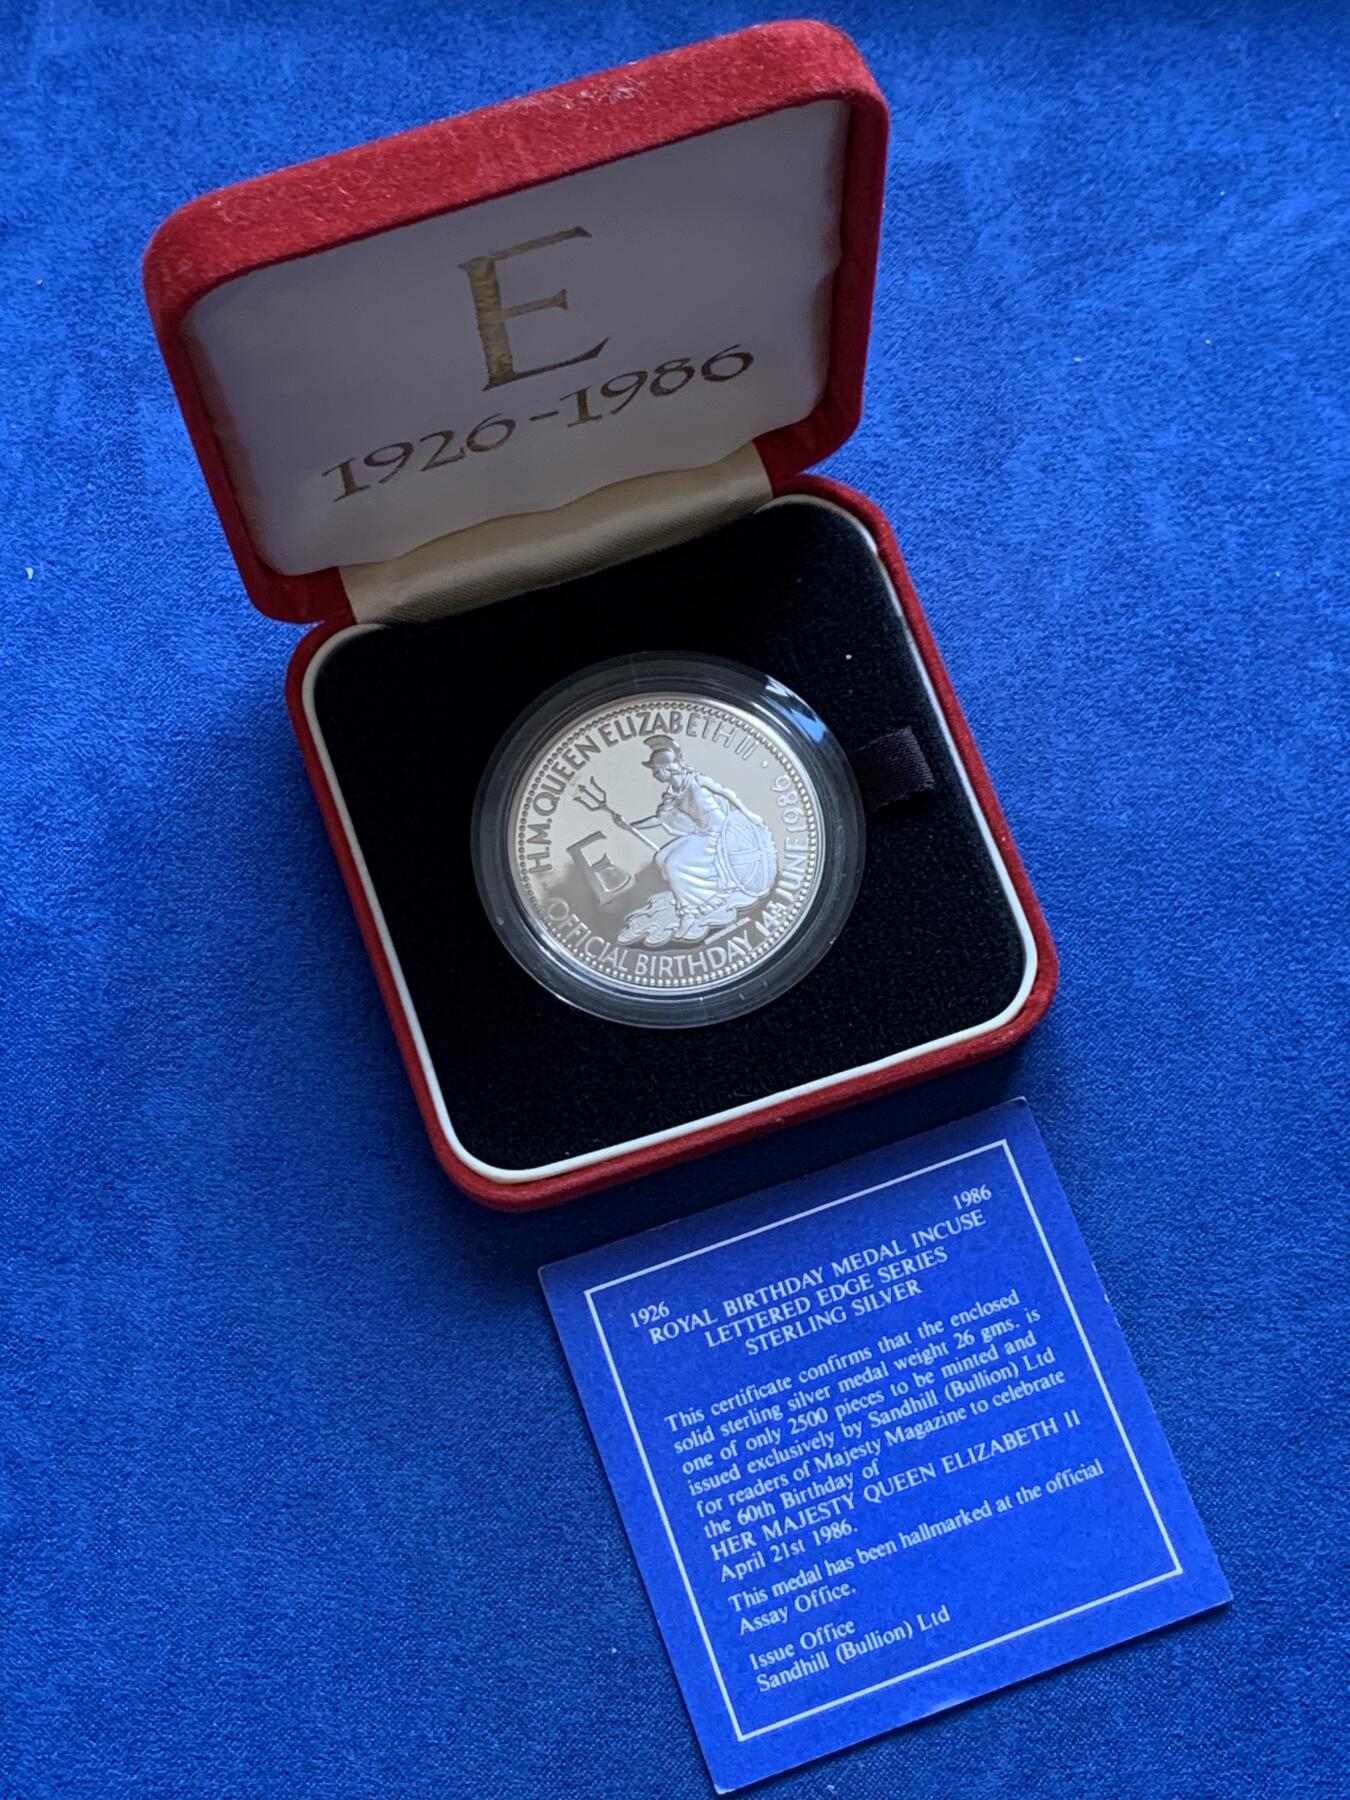 E
1926-1986
H.M. QUEEN ELIZABETH II · OFFICIAL BIRTHDAY 14th JUNE 1986
E
1926 1986
ROYAL BIRTHDAY MEDAL INCUSE
LETTERED EDGE SERIES
STERLING SILVER
This certificate confirms that the enclosed
solid sterling silver medal weight 26 gms. is
one of only 2500 pieces to be minted and
issued exclusively by Sandhill (Bullion) Ltd
for readers of Majesty Magazine to celebrate
the 60th Birthday of
HER MAJESTY QUEEN ELIZABETH II
April 21st 1986.
This medal has been hallmarked at the official
Assay Office.
Issue Office
Sandhill (Bullion) Ltd